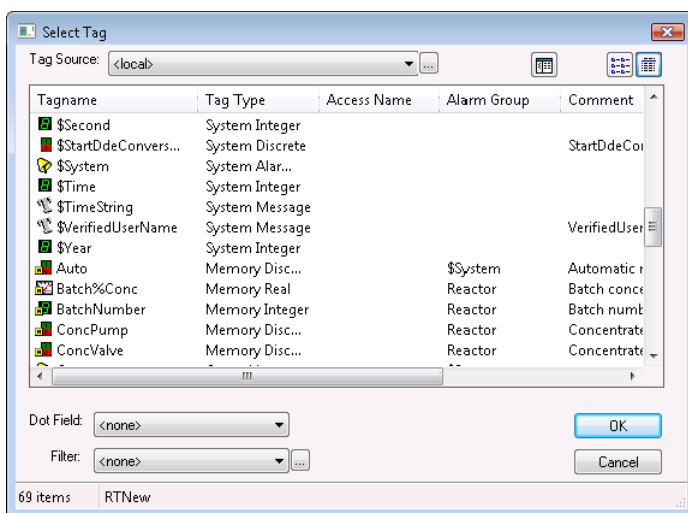 Select Tag
Tag Source: <local> ...
Tagname Tag Type Access Name Alarm Group Comment
$Second System Integer
$StartDdeConvers... System Discrete StartDdeCor
$System System Alar...
$Time System Integer
$TimeString System Message
$VerifiedUserName System Message VerifiedUser
$Year System Integer
Auto Memory Disc... $System Automatic r
Batch%Conc Memory Real Reactor Batch conce
BatchNumber Memory Integer Reactor Batch numb
ConcPump Memory Disc... Reactor Concentrate
ConcValve Memory Disc... Reactor Concentrate
Dot Field: <none> OK
Filter: <none> ... Cancel
69 items RTNew